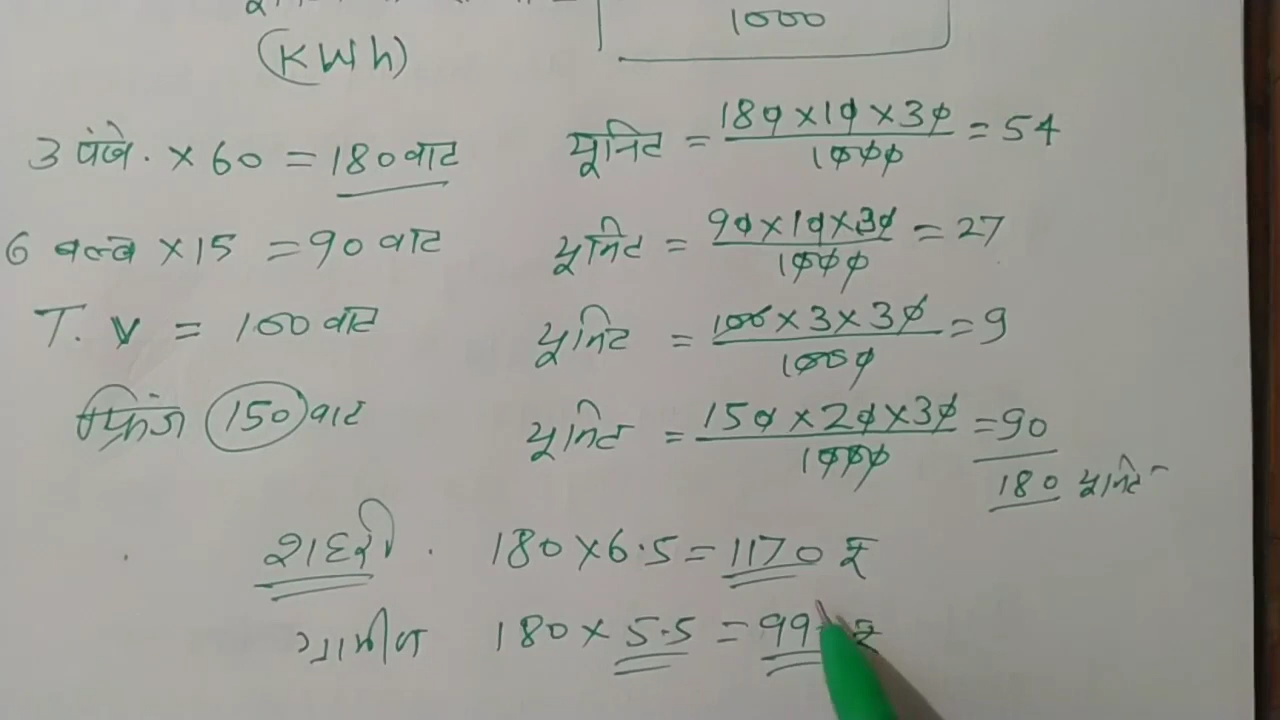 1000
(KWh)
3 पंखे. × 60 = 180 वाट
यूनिट = 180 × 10 × 30 / 1000 = 54
6 बल्ब × 15 = 90 वाट
यूनिट = 90 × 10 × 30 / 1000 = 27
T. V = 100 वाट
यूनिट = 100 × 3 × 30 / 1000 = 9
फ्रिज 150 वाट
यूनिट = 150 × 20 × 30 / 1000 = 90
180 यूनिट
शहरी . 180 × 6.5 = 1170 ₹
ग्रामीण 180 × 5.5 = 99 ₹